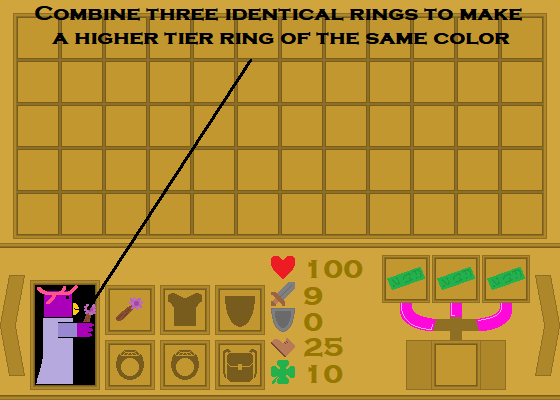 Combine three identical rings to make
a higher tier ring of the same color
100
9
0
25
10